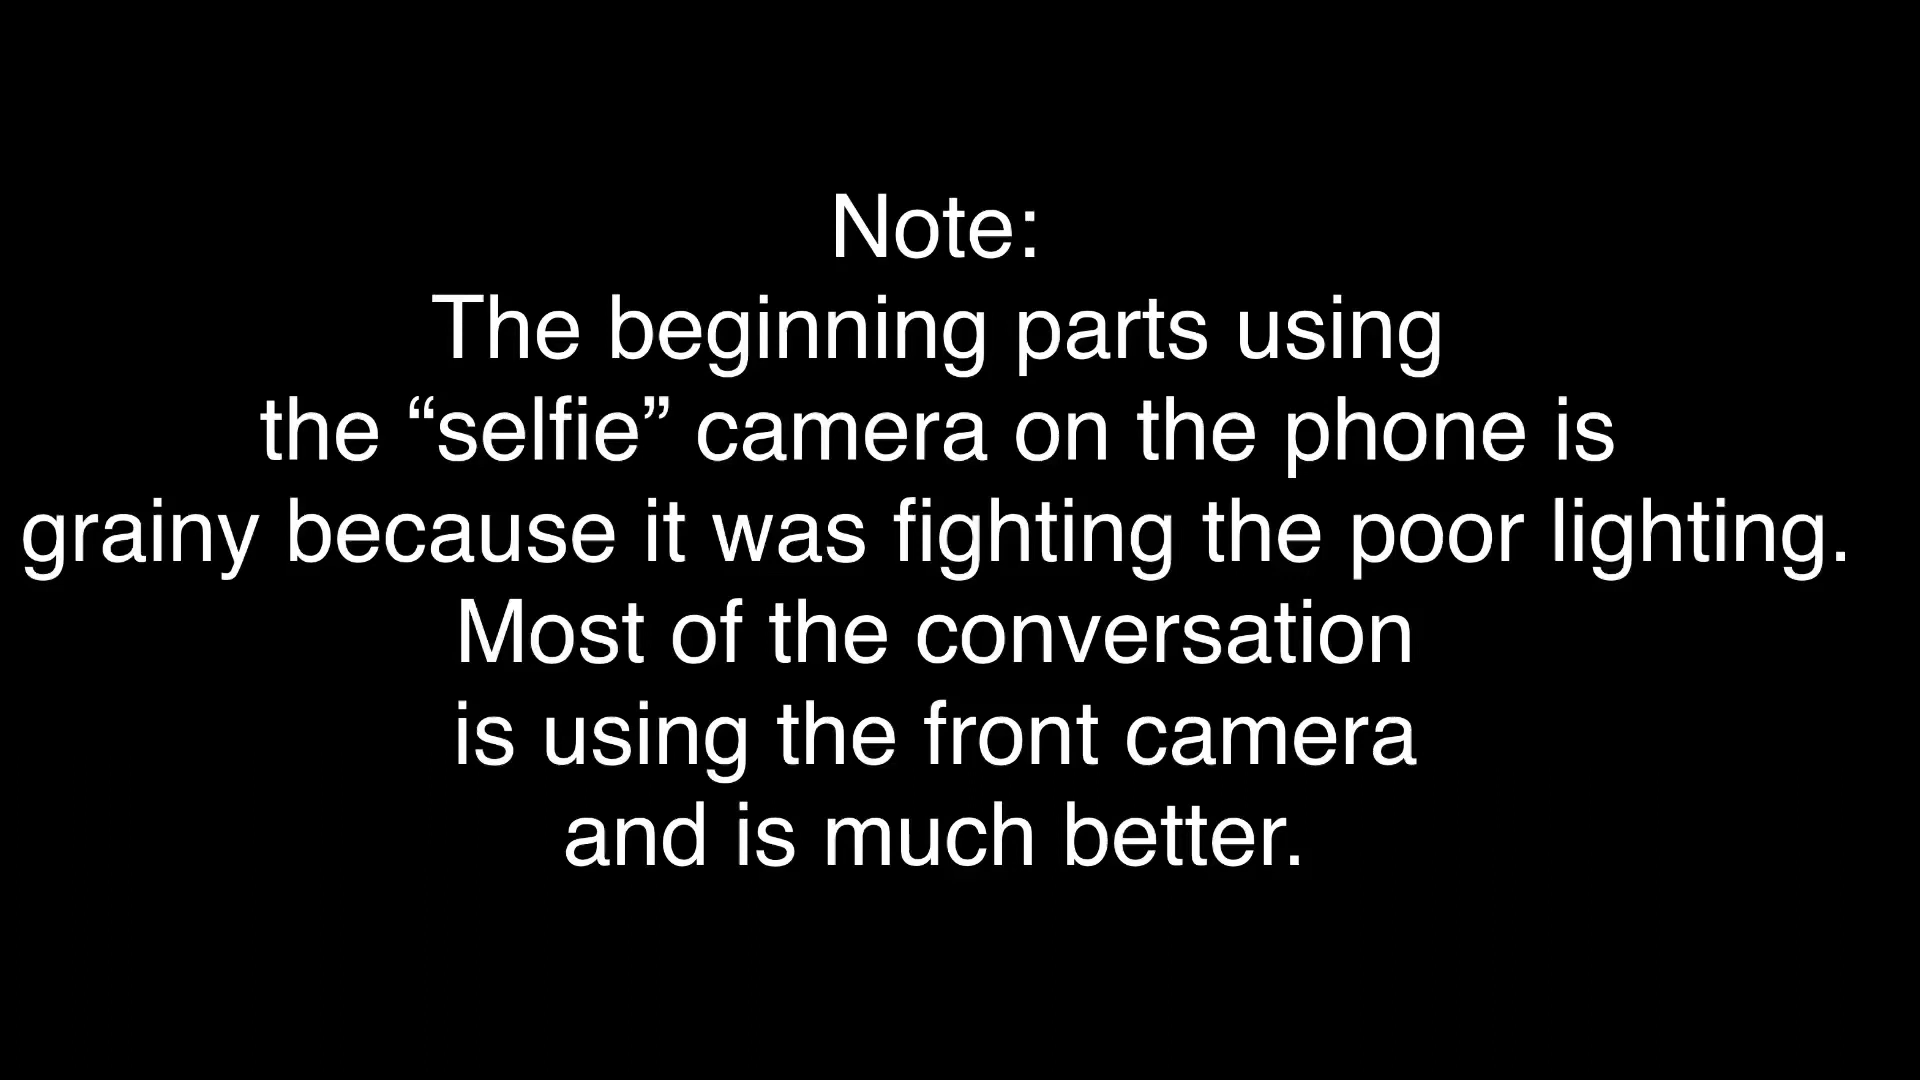 Note:
The beginning parts using
the “selfie” camera on the phone is
grainy because it was fighting the poor lighting.
Most of the conversation
is using the front camera
and is much better.